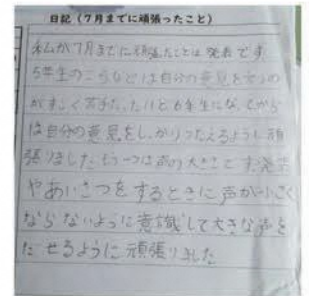 日記(7月までに頑張ったこと)
私が7月までに頑張ったことは発表です
5年生のころなどは自分の意見を言うの
がすごく苦手だったけど6年生になってから
は自分の意見をしっかりつたえるように頑
張りましたもう一つは声の大きさです発言
やあいさつをするときに声が小さく
ならないように意識して大きな声を
だせるように頑張りました